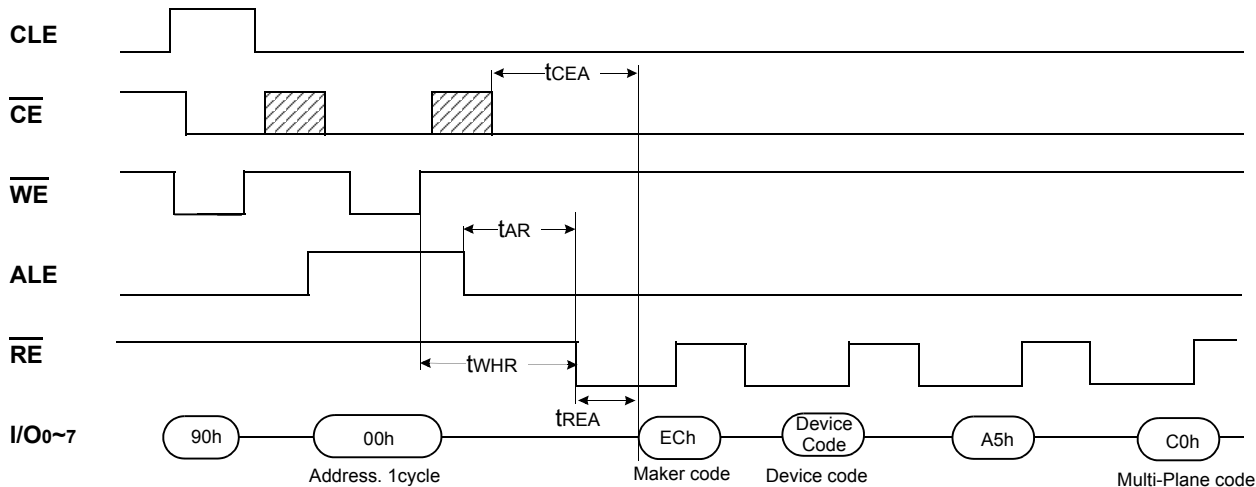 CLE
tCEA
CE
WE
tAR
ALE
RE
tWHR
tREA
I/O0~7
90h
00h
ECh
Device
Code
A5h
C0h
Address. 1cycle
Maker code
Device code
Multi-Plane code